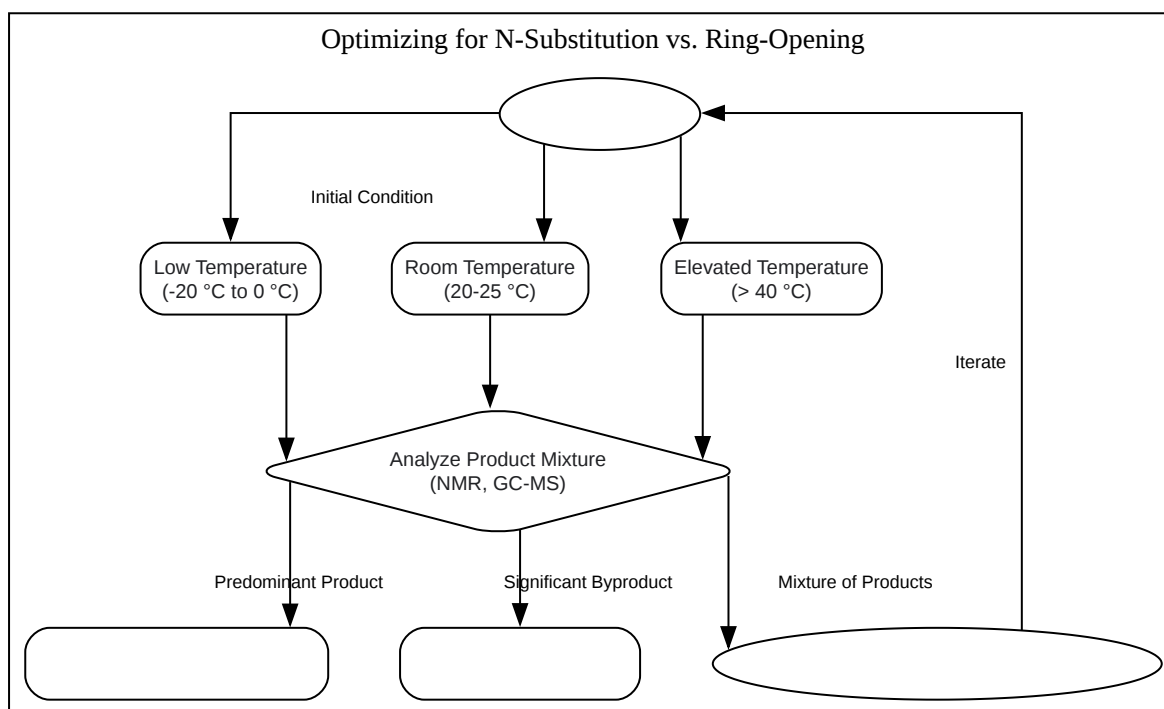 Optimizing for N-Substitution vs. Ring-Opening
Initial Condition
Low Temperature
(-20 °C to 0 °C)
Room Temperature
(20-25 °C)
Elevated Temperature
(> 40 °C)
Iterate
Analyze Product Mixture
(NMR, GC-MS)
Predominant Product
Significant Byproduct
Mixture of Products